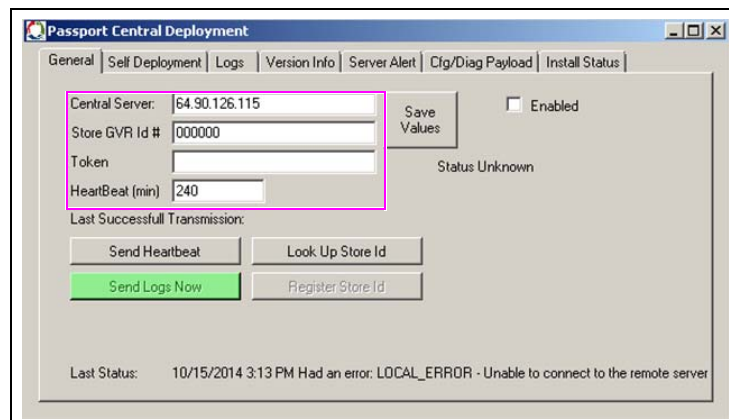 Passport Central Deployment
General Self Deployment Logs Version Info Server Alert Cfg/Diag Payload Install Status
Central Server: 64.90.126.115
Save Values
Enabled
Store GVR Id # 000000
Token
Status Unknown
HeartBeat (min) 240
Last Successfull Transmission:
Send Heartbeat Look Up Store Id
Send Logs Now Register Store Id
Last Status: 10/15/2014 3:13 PM Had an error: LOCAL_ERROR - Unable to connect to the remote server